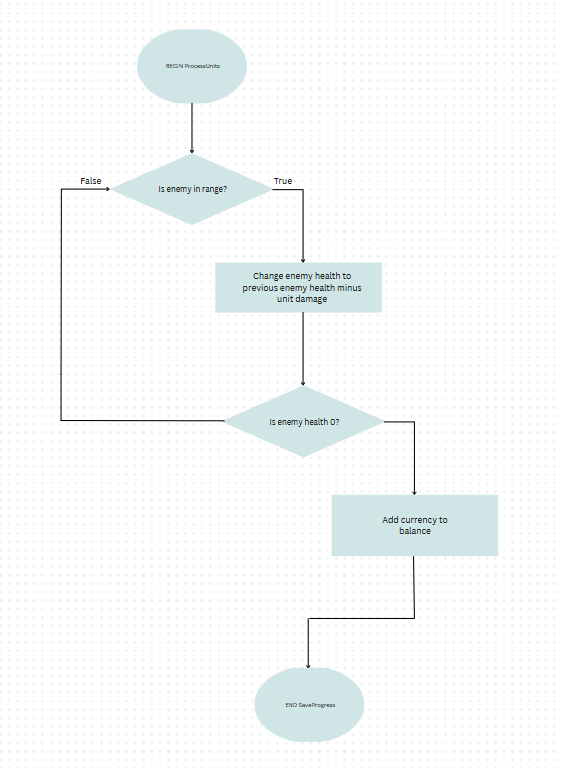 BEGIN ProcessUnits
False
True
Is enemy in range?
Change enemy health to
previous enemy health minus
unit damage
Is enemy health 0?
Add currency to
balance
END SaveProgress